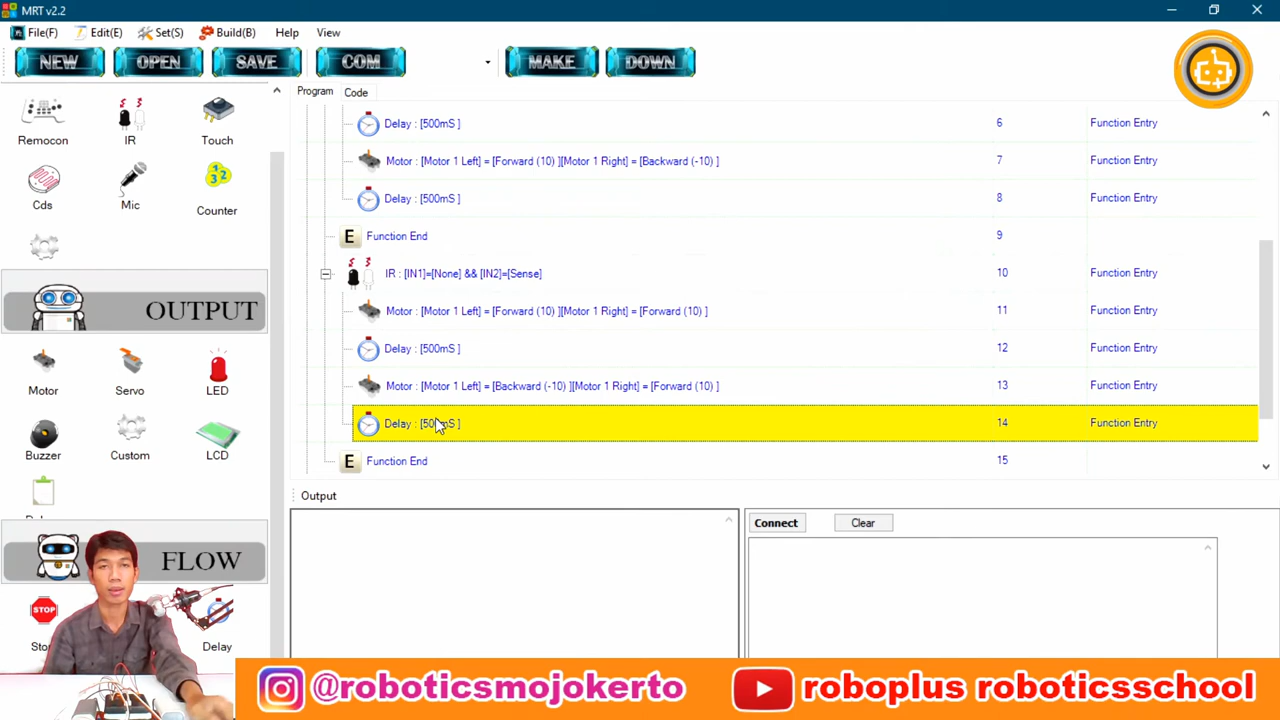 MRT v2.2
File(F) Edit(E) Set(S) Build(B) Help View
NEW OPEN SAVE COM MAKE DOWN
Program Code
Remocon IR Touch
Cds Mic Counter
OUTPUT
Motor Servo LED
Buzzer Custom LCD
FLOW
Delay
Delay : [500mS ] 6 Function Entry
Motor : [Motor 1 Left] = [Forward (10) ][Motor 1 Right] = [Backward (-10) ] 7 Function Entry
Delay : [500mS ] 8 Function Entry
E Function End 9
IR : [IN1]=[None] && [IN2]=[Sense] 10 Function Entry
Motor : [Motor 1 Left] = [Forward (10) ][Motor 1 Right] = [Forward (10) ] 11 Function Entry
Delay : [500mS ] 12 Function Entry
Motor : [Motor 1 Left] = [Backward (-10) ][Motor 1 Right] = [Forward (10) ] 13 Function Entry
Delay : [500mS ] 14 Function Entry
E Function End 15
Output
Connect Clear
STOP
@roboticsmojokerto roboplus roboticsschool